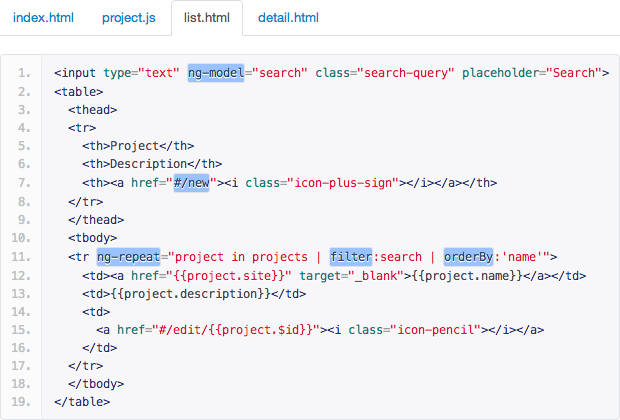 index.html project.js list.html detail.html
1. <input type="text" ng-model="search" class="search-query" placeholder="Search">
2. <table>
3. <thead>
4. <tr>
5. <th>Project</th>
6. <th>Description</th>
7. <th><a href="#/new"><i class="icon-plus-sign"></i></a></th>
8. </tr>
9. </thead>
10. <tbody>
11. <tr ng-repeat="project in projects | filter:search | orderBy:'name'">
12. <td><a href="{{project.site}}" target="_blank">{{project.name}}</a></td>
13. <td>{{project.description}}</td>
14. <td>
15. <a href="#/edit/{{project.$id}}"><i class="icon-pencil"></i></a>
16. </td>
17. </tr>
18. </tbody>
19. </table>